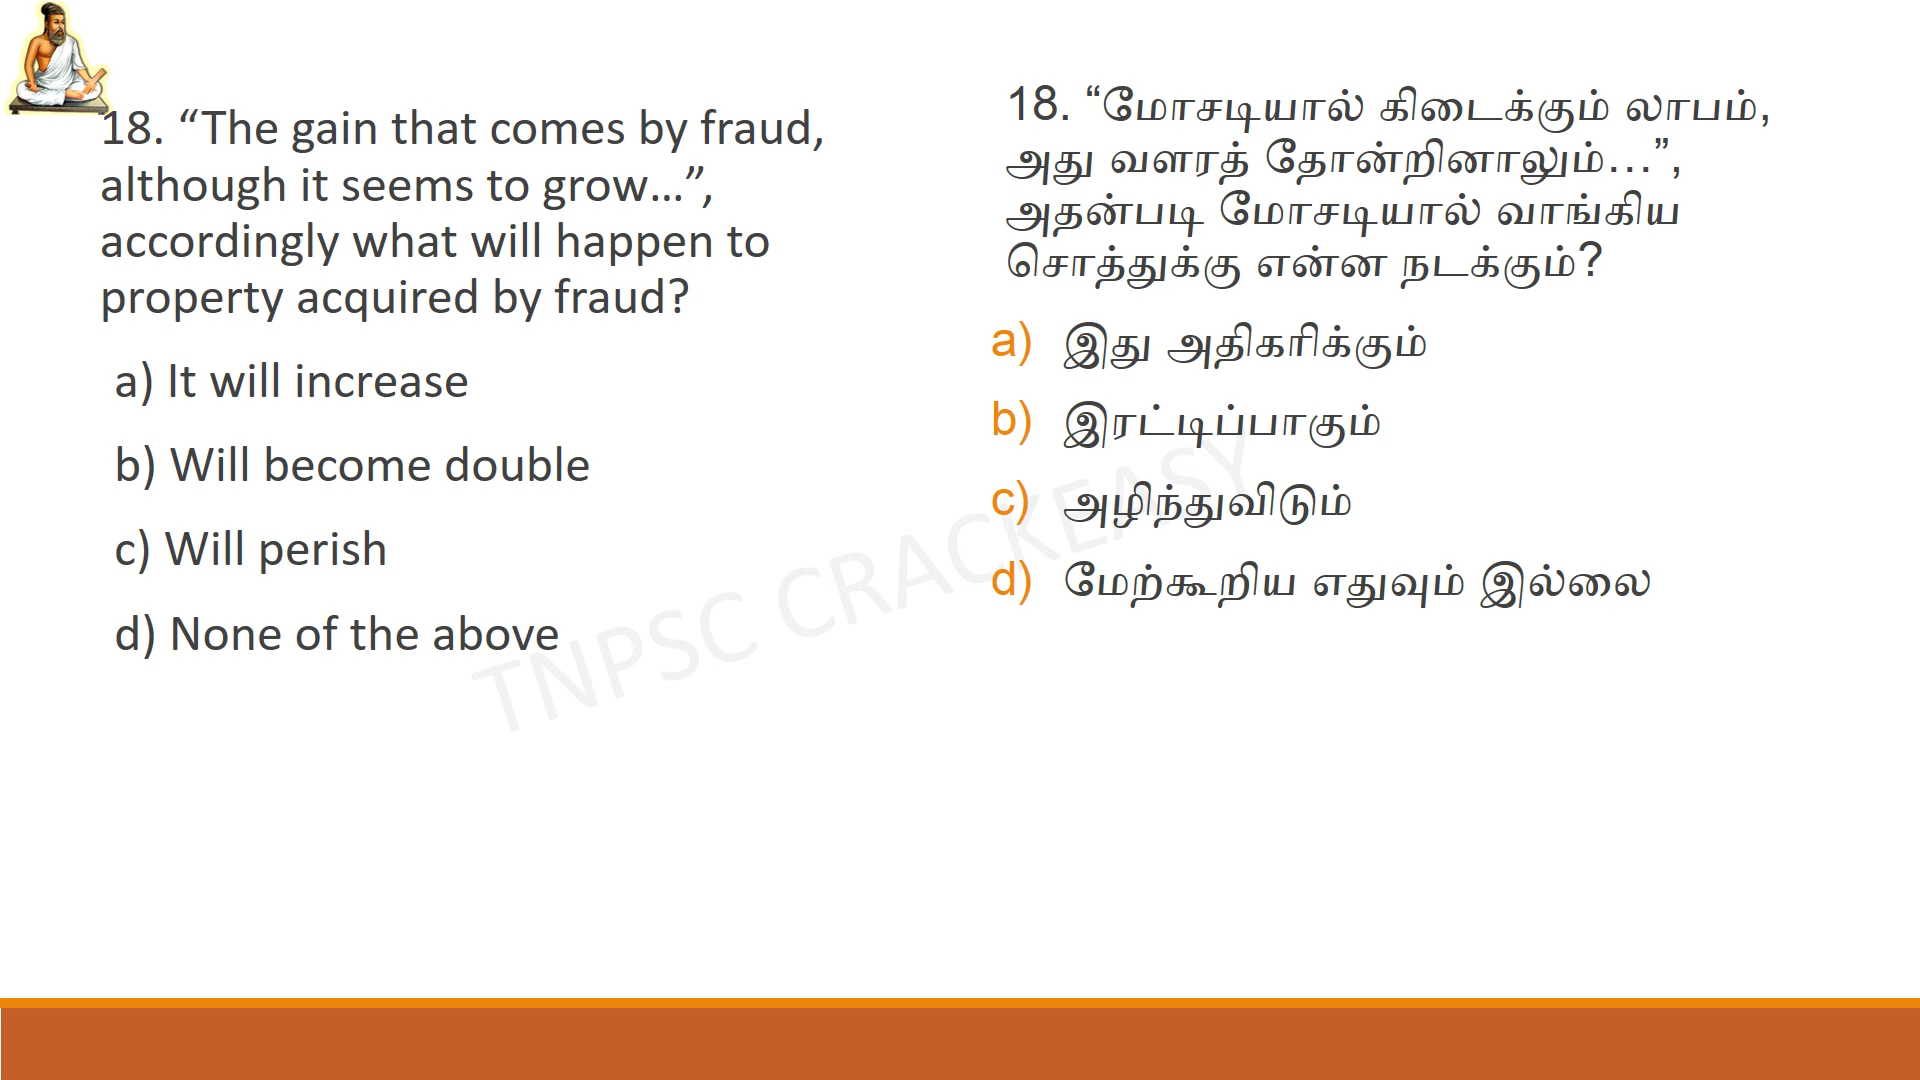 18. “The gain that comes by fraud,
although it seems to grow...”,
accordingly what will happen to
property acquired by fraud?
a) It will increase
b) Will become double
c) Will perish
d) None of the above
18. “மோசடியால் கிடைக்கும் லாபம்,
அது வளரத் தோன்றினாலும்...”,
அதன்படி மோசடியால் வாங்கிய
சொத்துக்கு என்ன நடக்கும்?
a) இது அதிகரிக்கும்
b) இரட்டிப்பாகும்
c) அழிந்துவிடும்
d) மேற்கூறிய எதுவும் இல்லை
TNPSC CRACKEASY